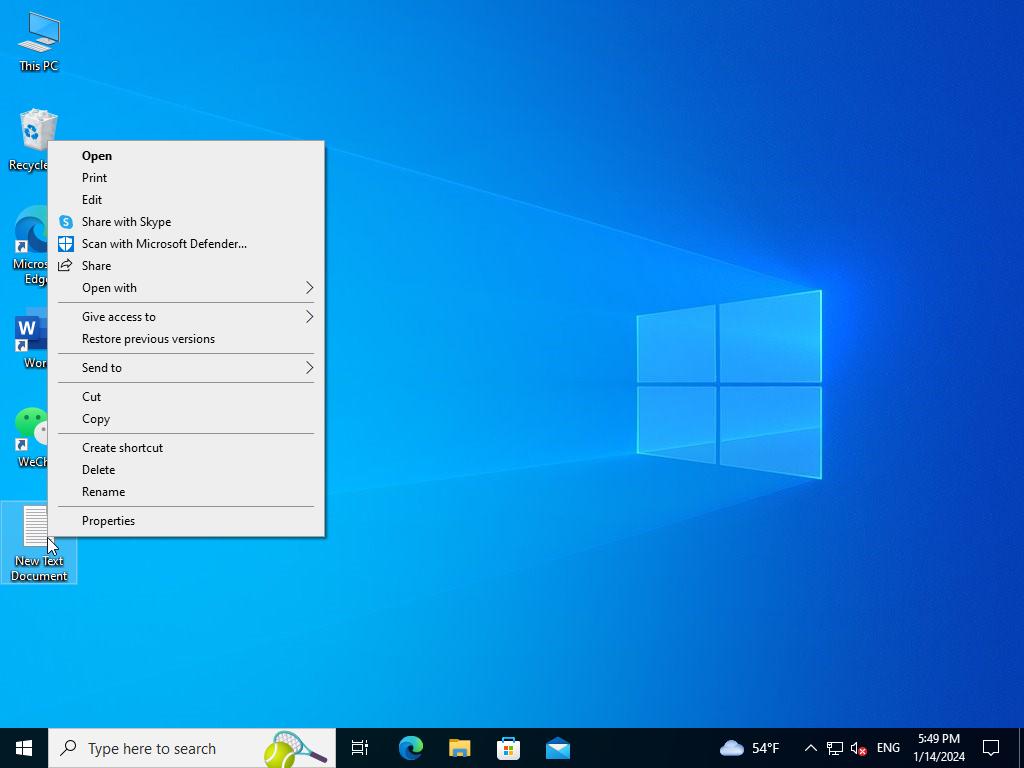 This PC
Recycle
Open
Print
Edit
Share with Skype
Scan with Microsoft Defender...
Share
Open with
Give access to
Restore previous versions
Send to
Cut
Copy
Create shortcut
Delete
Rename
Properties
Micros
Edge
W
Wor
WeCh
New Text
Document
Type here to search
54°F
ENG
5:49 PM
1/14/2024